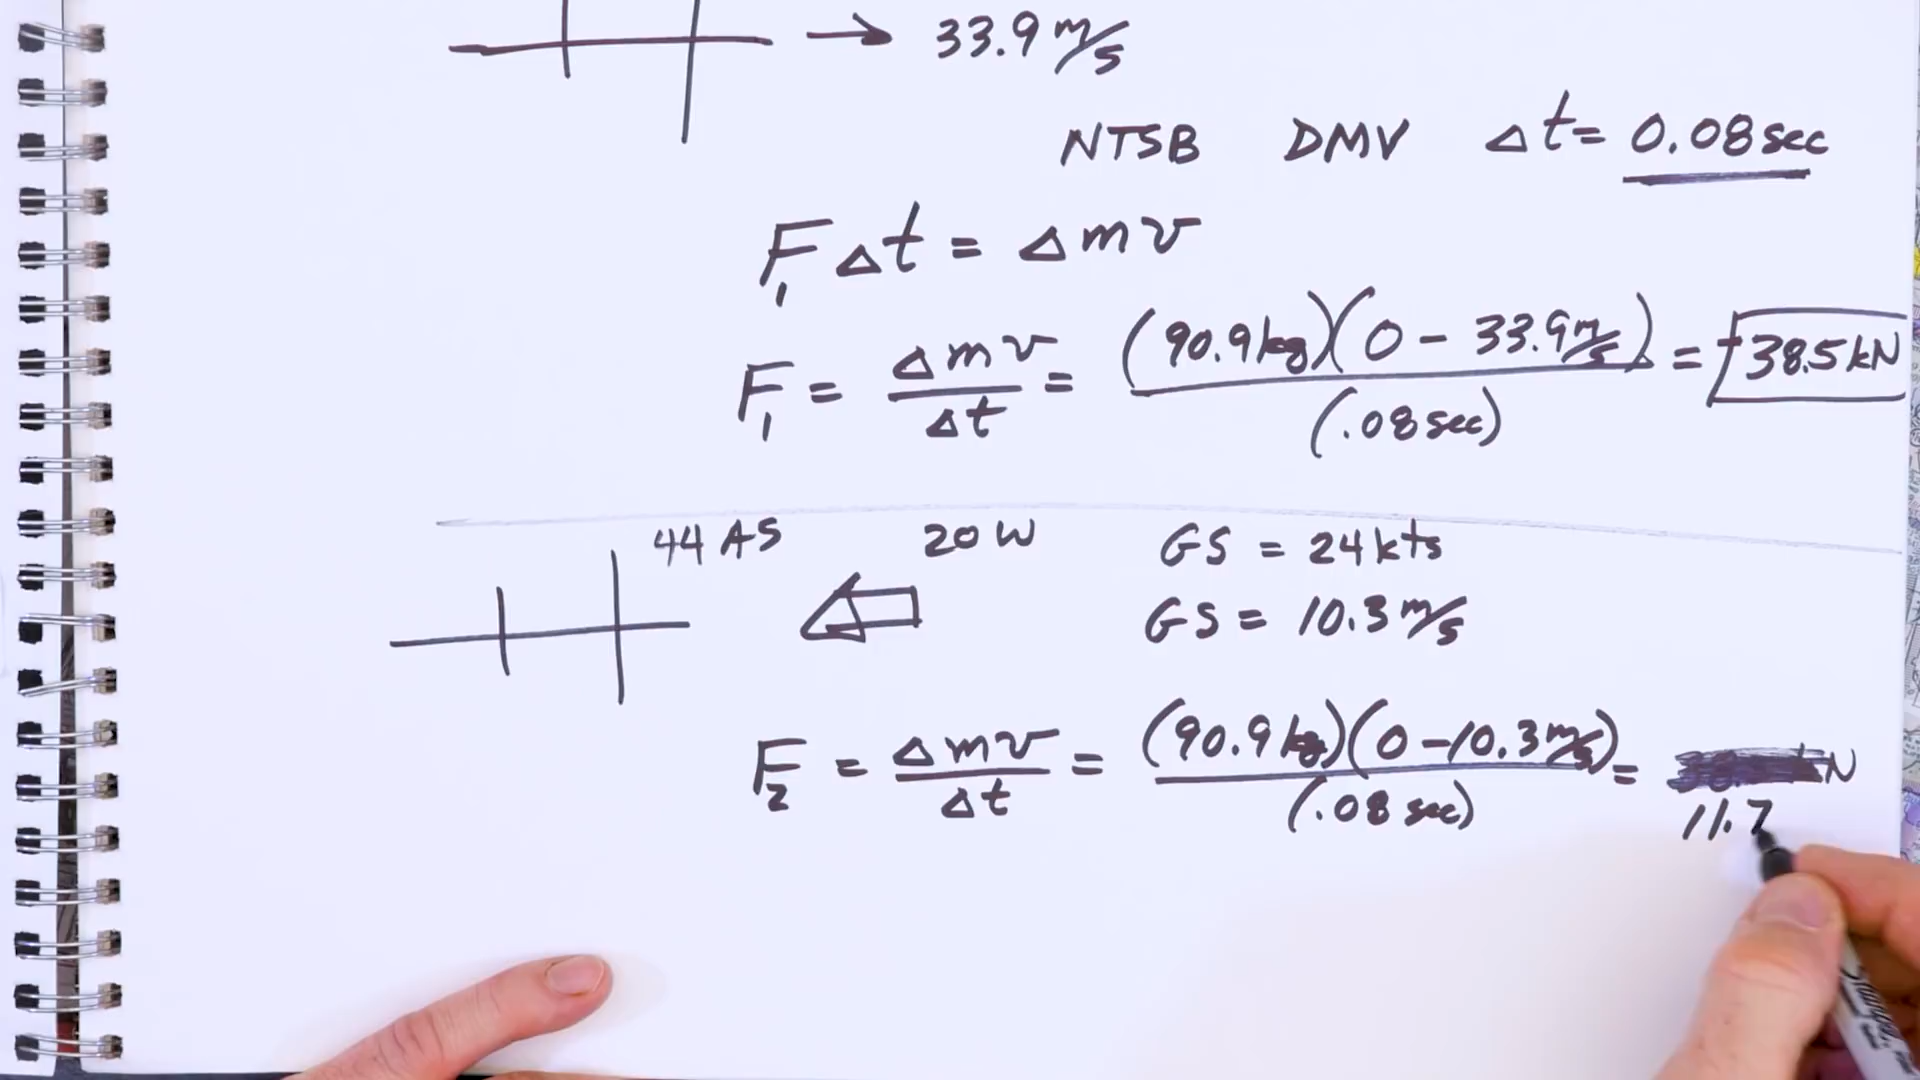 → 33.9 m/s
NTSB DMV Δt = 0.08 sec
F₁ Δt = Δmv
F₁ = Δmv/Δt = (90.9 kg)(0 - 33.9 m/s)/(.08 sec) = -38.5 kN
44 AS 20 W GS = 24 kts
GS = 10.3 m/s
F₂ = Δmv/Δt = (90.9 kg)(0 - 10.3 m/s)/(.08 sec) = kN
11.7